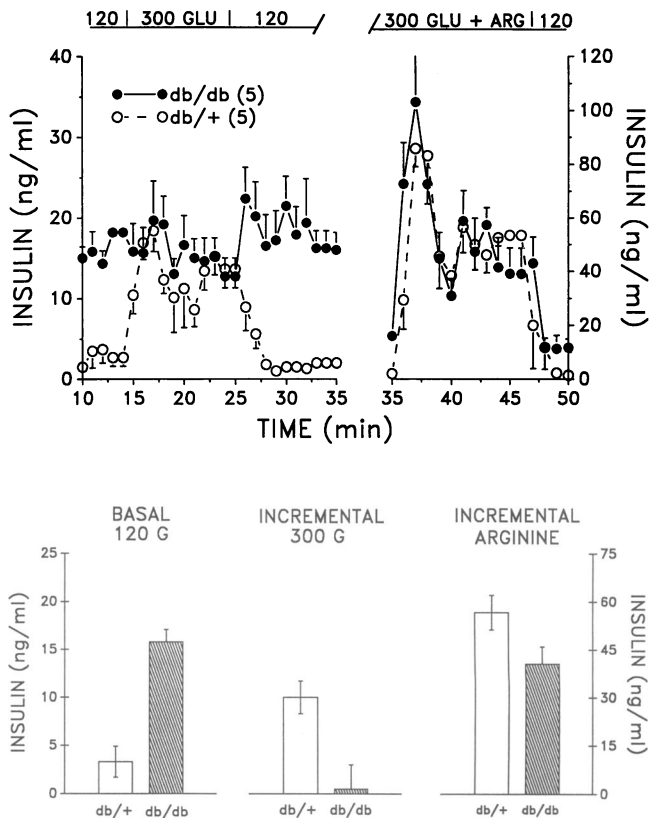 120 | 300 GLU | 120
300 GLU + ARG | 120
40
30
20
10
0
INSULIN (ng/ml)
db/db (5)
db/+ (5)
120
100
80
60
40
20
0
INSULIN (ng/ml)
10 15 20 25 30 35
35 40 45 50
TIME (min)
BASAL
120 G
INCREMENTAL
300 G
INCREMENTAL
ARGININE
25
20
15
10
5
0
INSULIN (ng/ml)
75
60
45
30
15
0
INSULIN (ng/ml)
db/+ db/db
db/+ db/db
db/+ db/db